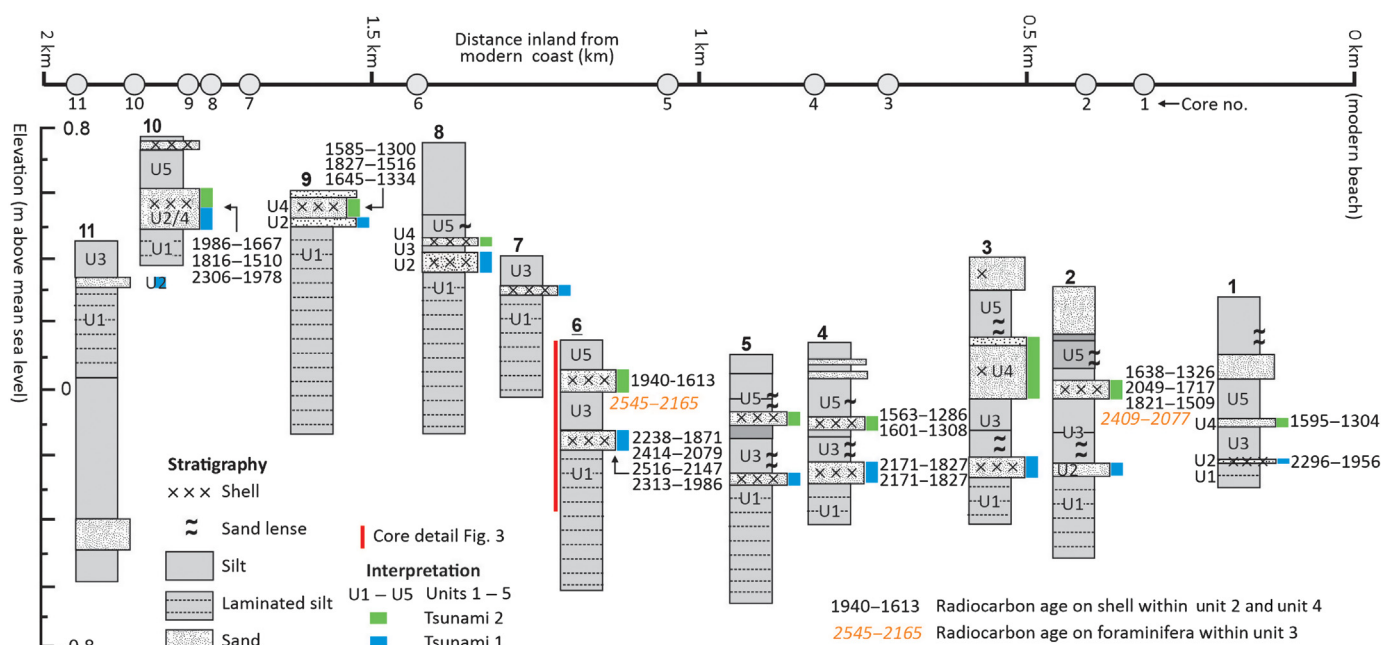 2 km
1.5 km
Distance inland from
modern coast (km)
1 km
0.5 km
0 km
(modern beach)
11
10
9
8
7
6
5
4
3
2
1
Core no.
Elevation (m above mean sea level)
0.8
0
-0.8
11
U3
U1
U2
10
U5
U2/4
U1
1986–1667
1816–1510
2306–1978
9
U4
U2
U1
1585–1300
1827–1516
1645–1334
8
U5
U4
U3
U2
U1
7
U3
U1
6
U5
U3
U1
1940-1613
2545–2165
2238–1871
2414–2079
2516–2147
2313–1986
5
U5
U3
U1
4
U5
U3
U1
1563–1286
1601–1308
2171–1827
2171–1827
3
U5
U4
U3
U1
2
U5
U3
U2
U1
1638–1326
2049–1717
1821–1509
2409–2077
1
U5
U4
U3
U2
U1
1595–1304
2296–1956
Stratigraphy
Shell
Sand lense
Silt
Laminated silt
Sand
Core detail Fig. 3
Interpretation
U1 – U5 Units 1 – 5
Tsunami 2
Tsunami 1
1940–1613 Radiocarbon age on shell within unit 2 and unit 4
2545–2165 Radiocarbon age on foraminifera within unit 3